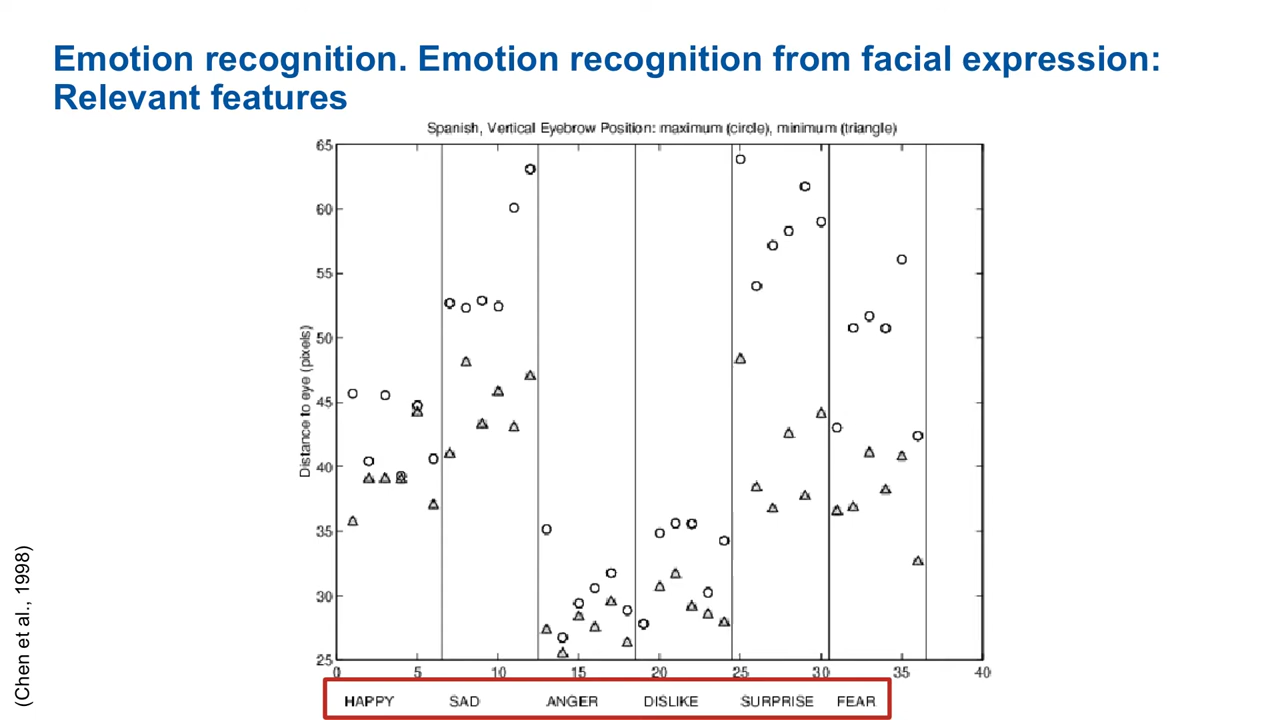 Emotion recognition. Emotion recognition from facial expression:
Relevant features
Spanish, Vertical Eyebrow Position: maximum (circle), minimum (triangle)
65
60
55
50
45
40
35
30
25
Distance to eye (pixels)
0 5 10 15 20 25 30 35 40
HAPPY SAD ANGER DISLIKE SURPRISE FEAR
(Chen et al., 1998)